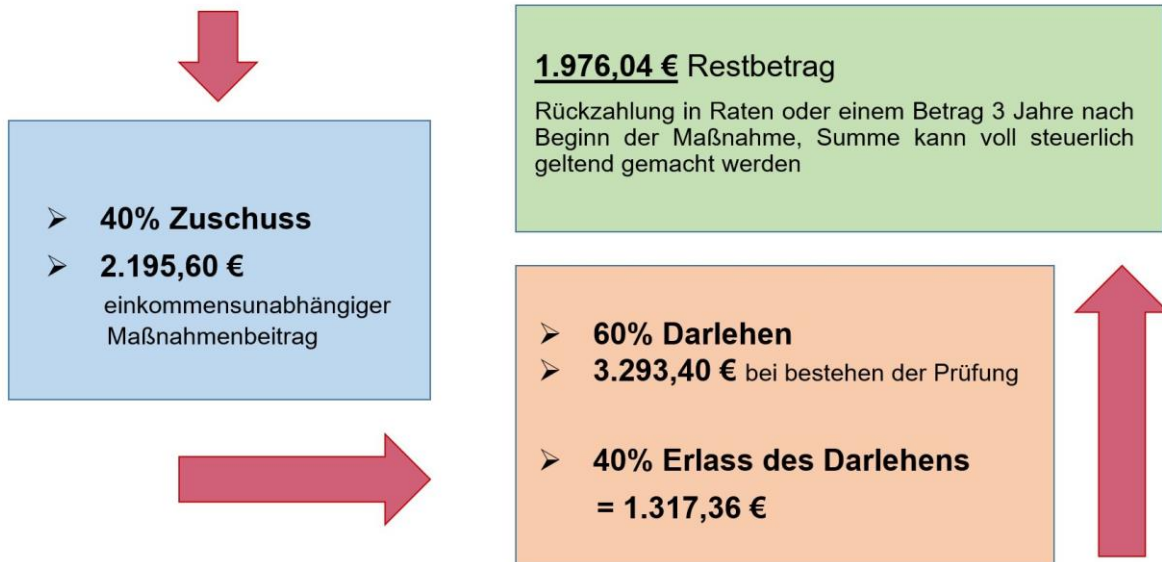 ➢ 40% Zuschuss
➢ 2.195,60 €
einkommensunabhängiger
Maßnahmenbeitrag
➢ 60% Darlehen
➢ 3.293,40 € bei bestehen der Prüfung
➢ 40% Erlass des Darlehens
= 1.317,36 €
1.976,04 € Restbetrag
Rückzahlung in Raten oder einem Betrag 3 Jahre nach
Beginn der Maßnahme, Summe kann voll steuerlich
geltend gemacht werden